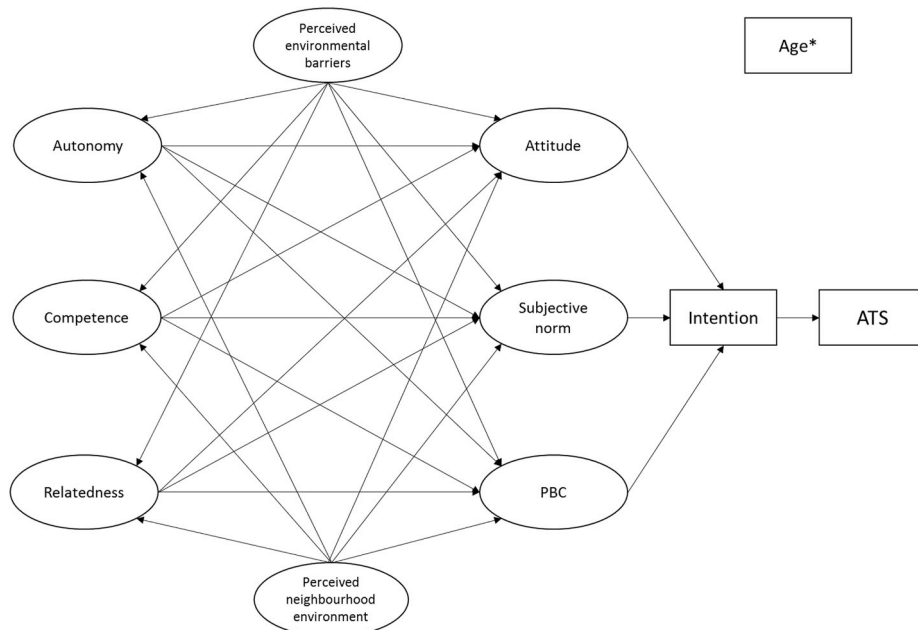 Perceived
environmental
barriers
Age*
Autonomy
Attitude
Competence
Subjective
norm
Intention
ATS
Relatedness
PBC
Perceived
neighbourhood
environment